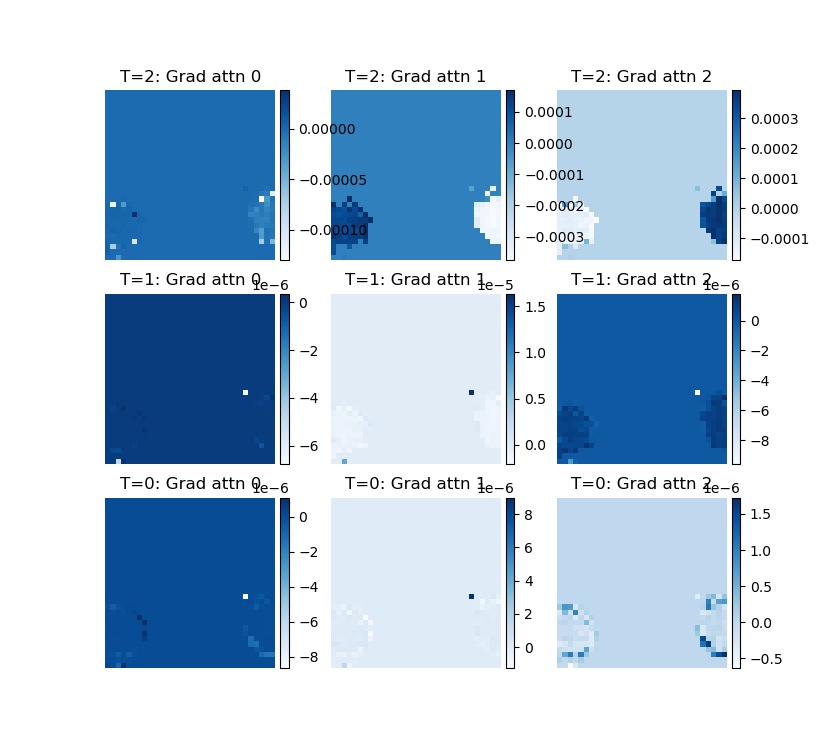 T=2: Grad attn 0
T=2: Grad attn 1
T=2: Grad attn 2
0.00000
−0.00005
−0.00010
0.0001
0.0000
−0.0001
−0.0002
−0.0003
0.0003
0.0002
0.0001
0.0000
−0.0001
T=1: Grad attn 0
1e−6
T=1: Grad attn 1
1e−5
T=1: Grad attn 2
1e−6
0
−2
−4
−6
1.5
1.0
0.5
0.0
0
−2
−4
−6
−8
T=0: Grad attn 0
1e−6
T=0: Grad attn 1
1e−6
T=0: Grad attn 2
1e−6
0
−2
−4
−6
−8
8
6
4
2
0
1.5
1.0
0.5
0.0
−0.5